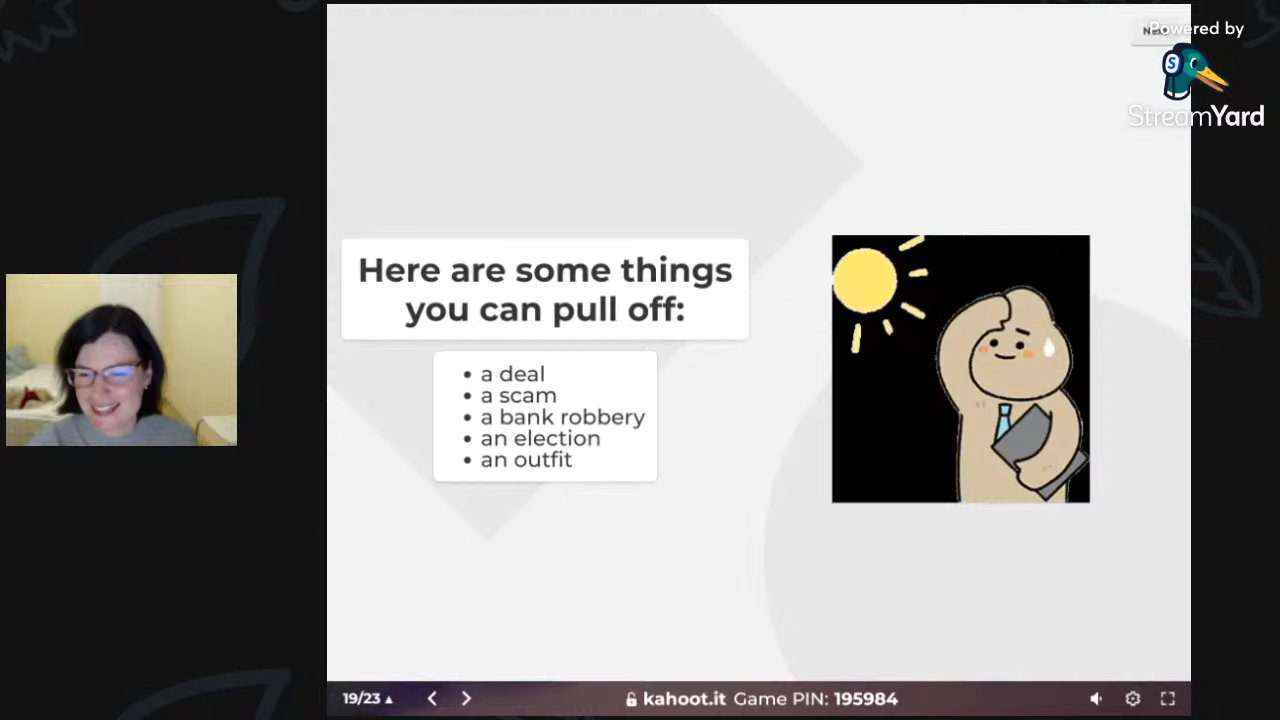 Next
Powered by
StreamYard
Here are some things
you can pull off:
• a deal
• a scam
• a bank robbery
• an election
• an outfit
19/23
kahoot.it Game PIN: 195984